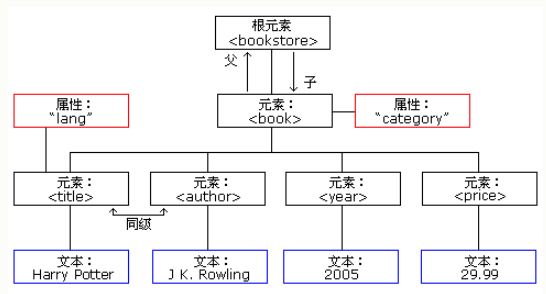 根元素
<bookstore>
父
子
属性：
“lang”
元素：
<book>
属性：
“category”
元素：
<title>
元素：
<author>
元素：
<year>
元素：
<price>
同级
文本：
Harry Potter
文本：
J K. Rowling
文本：
2005
文本：
29.99